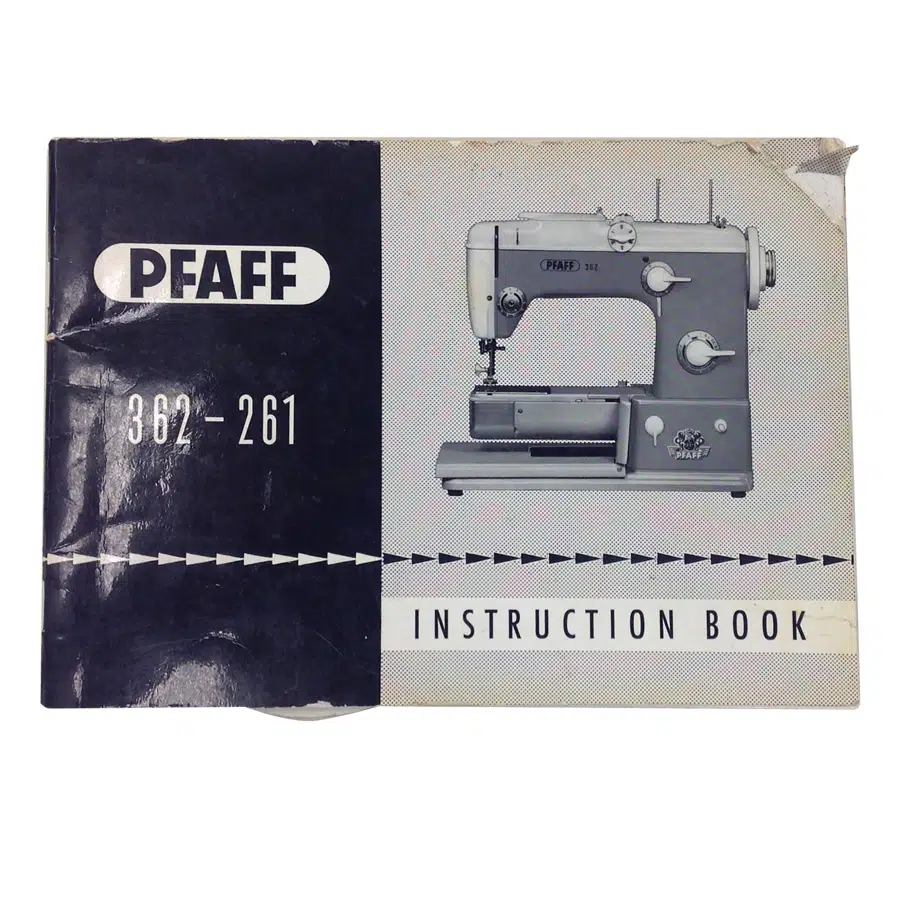 PFAFF
362-261
PFAFF 362
PFAFF
INSTRUCTION BOOK